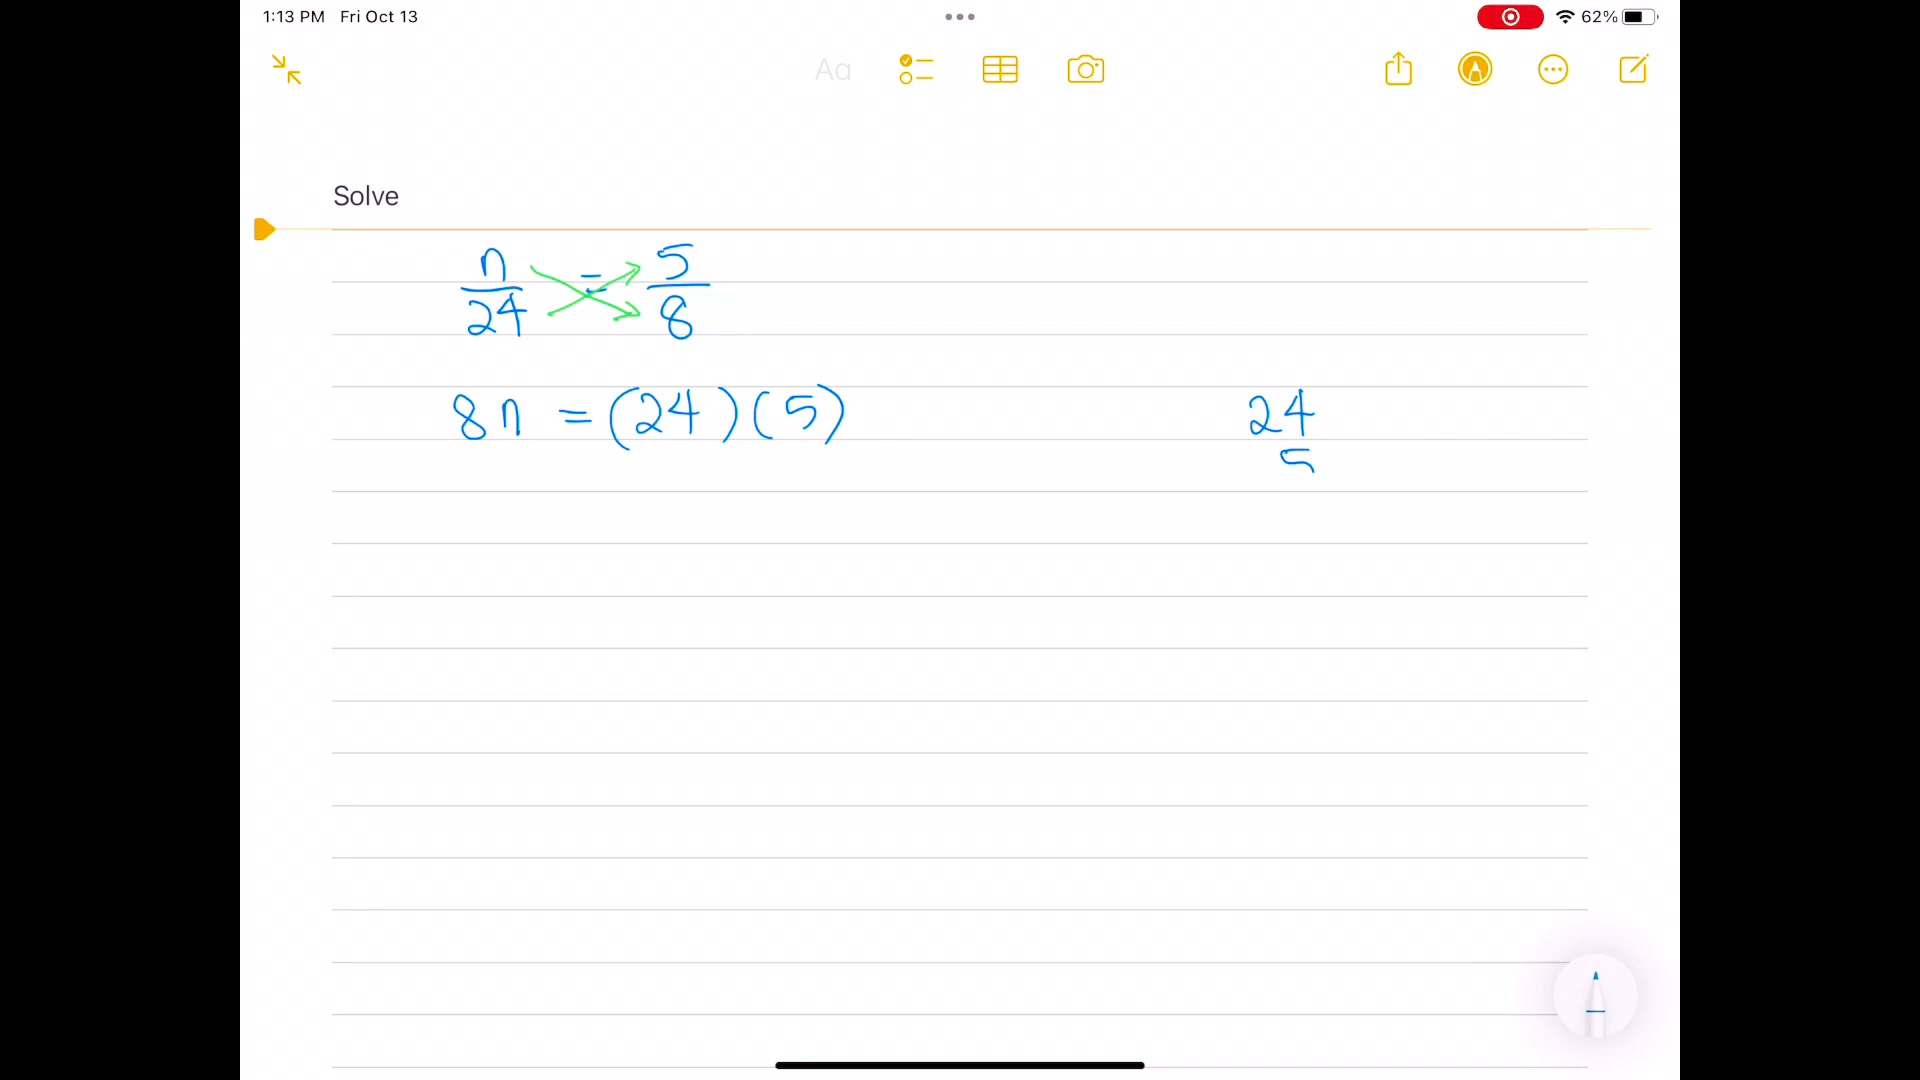 1:13 PM Fri Oct 13
62%
Aa
Solve
n/24 = 5/8
8n = (24)(5)
24
5